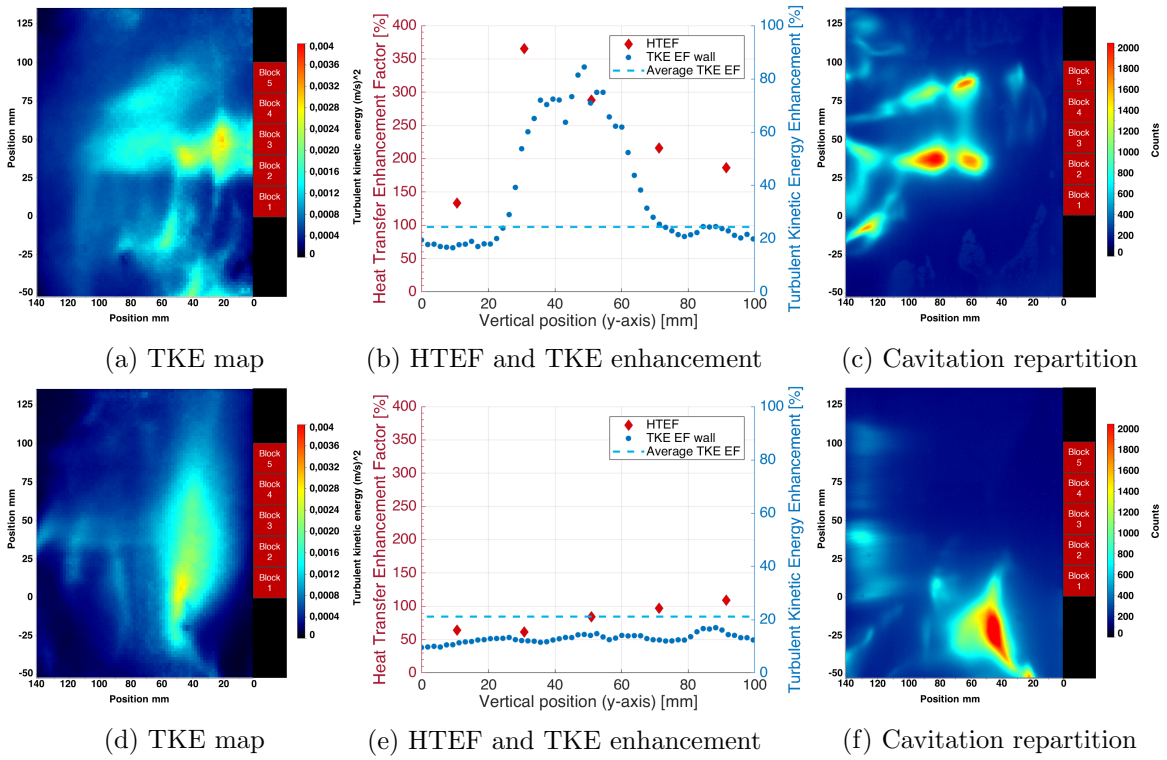 125
100
75
50
25
0
-25
-50
Position mm
140 120 100 80 60 40 20 0
Position mm
Block 5
Block 4
Block 3
Block 2
Block 1
0,004
0,0036
0,0028
0,0024
0,002
0,0016
0,0012
0,0008
0,0004
0
Turbulent kinetic energy (m/s)^2
(a) TKE map
400
350
300
250
200
150
100
50
0
Heat Transfer Enhancement Factor [%]
HTEF
TKE EF wall
Average TKE EF
100
80
60
40
20
0
Turbulent Kinetic Energy Enhancement [%]
0 20 40 60 80 100
Vertical position (y-axis) [mm]
(b) HTEF and TKE enhancement
125
100
75
50
25
0
-25
-50
Position mm
140 120 100 80 60 40 20 0
Position mm
Block 5
Block 4
Block 3
Block 2
Block 1
2000
1800
1600
1400
1200
1000
800
600
400
200
0
Counts
(c) Cavitation repartition
125
100
75
50
25
0
-25
-50
Position mm
140 120 100 80 60 40 20 0
Position mm
Block 5
Block 4
Block 3
Block 2
Block 1
0,004
0,0036
0,0028
0,0024
0,002
0,0016
0,0012
0,0008
0,0004
0
Turbulent kinetic energy (m/s)^2
(d) TKE map
400
350
300
250
200
150
100
50
0
Heat Transfer Enhancement Factor [%]
HTEF
TKE EF wall
Average TKE EF
100
80
60
40
20
0
Turbulent Kinetic Energy Enhancement [%]
0 20 40 60 80 100
Vertical position (y-axis) [mm]
(e) HTEF and TKE enhancement
125
100
75
50
25
0
-25
-50
Position mm
140 120 100 80 60 40 20 0
Position mm
Block 5
Block 4
Block 3
Block 2
Block 1
2000
1800
1600
1400
1200
1000
800
600
400
200
0
Counts
(f) Cavitation repartition